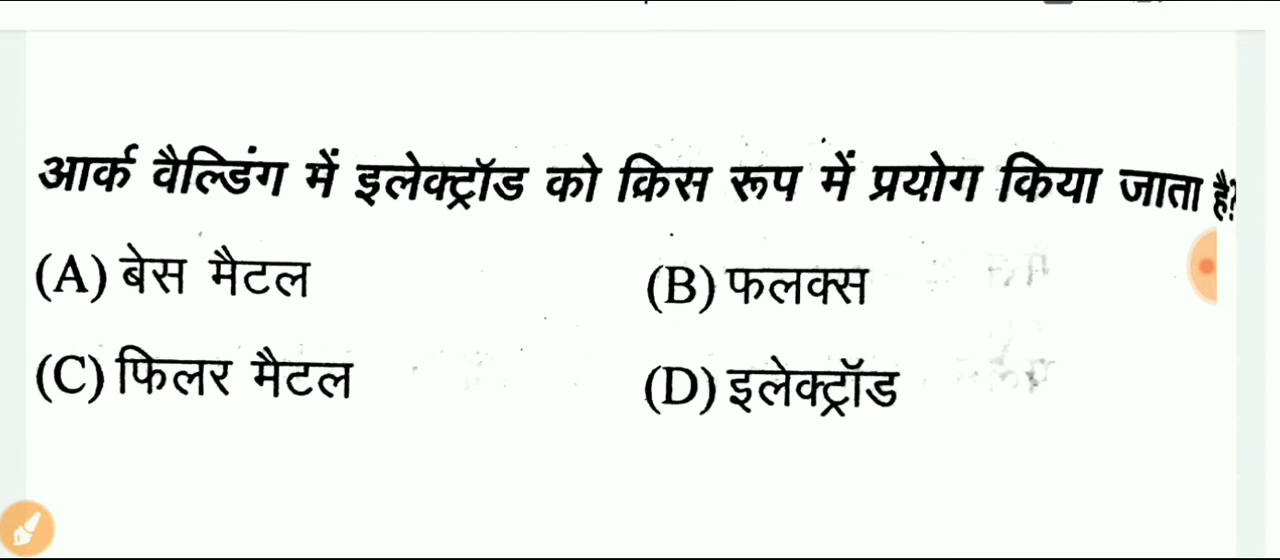 आर्क वैल्डिंग में इलेक्ट्रॉड को किस रूप में प्रयोग किया जाता है?
(A) बेस मैटल (B) फलक्स
(C) फिलर मैटल (D) इलेक्ट्रॉड